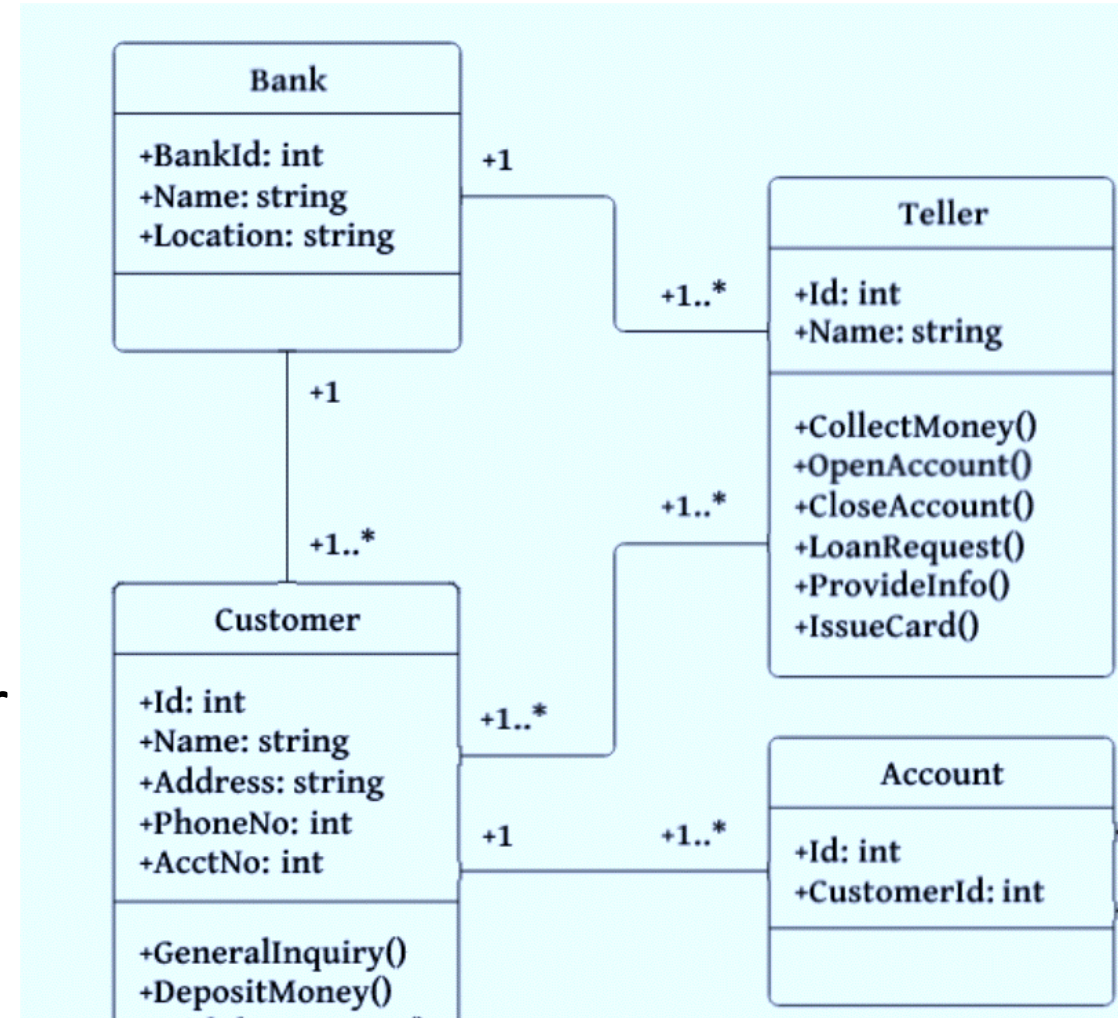 Bank
+BankId: int
+Name: string
+Location: string
+1
+1..*
Teller
+Id: int
+Name: string
+CollectMoney()
+OpenAccount()
+CloseAccount()
+LoanRequest()
+ProvideInfo()
+IssueCard()
+1
+1..*
+1..*
+1..*
Customer
+Id: int
+Name: string
+Address: string
+PhoneNo: int
+AcctNo: int
+GeneralInquiry()
+DepositMoney()
+1
+1..*
Account
+Id: int
+CustomerId: int